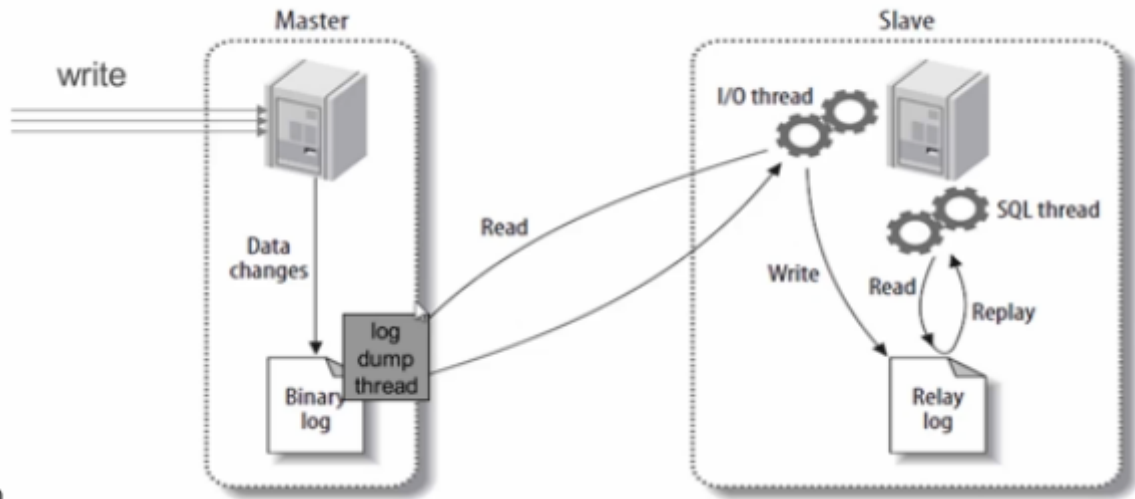 Master
Slave
write
I/O thread
Read
SQL thread
Data
changes
Write
Read
Replay
log
dump
thread
Binary
log
Relay
log